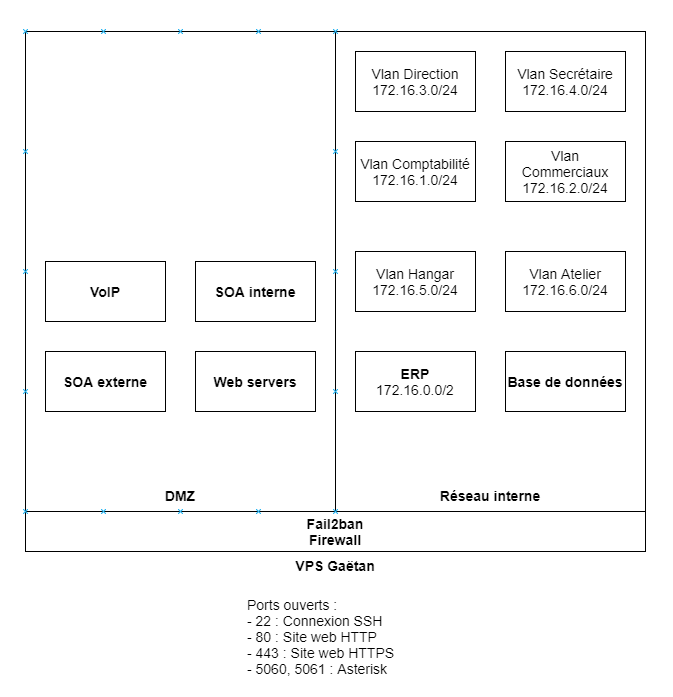 Vlan Direction
172.16.3.0/24
Vlan Secrétaire
172.16.4.0/24
Vlan Comptabilité
172.16.1.0/24
Vlan
Commerciaux
172.16.2.0/24
VoIP
SOA interne
Vlan Hangar
172.16.5.0/24
Vlan Atelier
172.16.6.0/24
SOA externe
Web servers
ERP
172.16.0.0/2
Base de données
DMZ
Réseau interne
Fail2ban
Firewall
VPS Gaëtan
Ports ouverts :
- 22 : Connexion SSH
- 80 : Site web HTTP
- 443 : Site web HTTPS
- 5060, 5061 : Asterisk